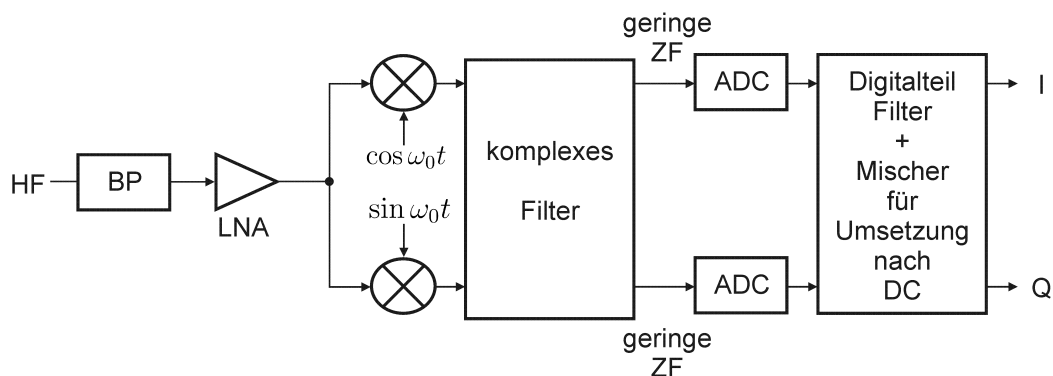 geringe
ZF
HF
BP
LNA
cos ω₀t
sin ω₀t
komplexes
Filter
ADC
ADC
geringe
ZF
Digitalteil
Filter
+
Mischer
für
Umsetzung
nach
DC
I
Q